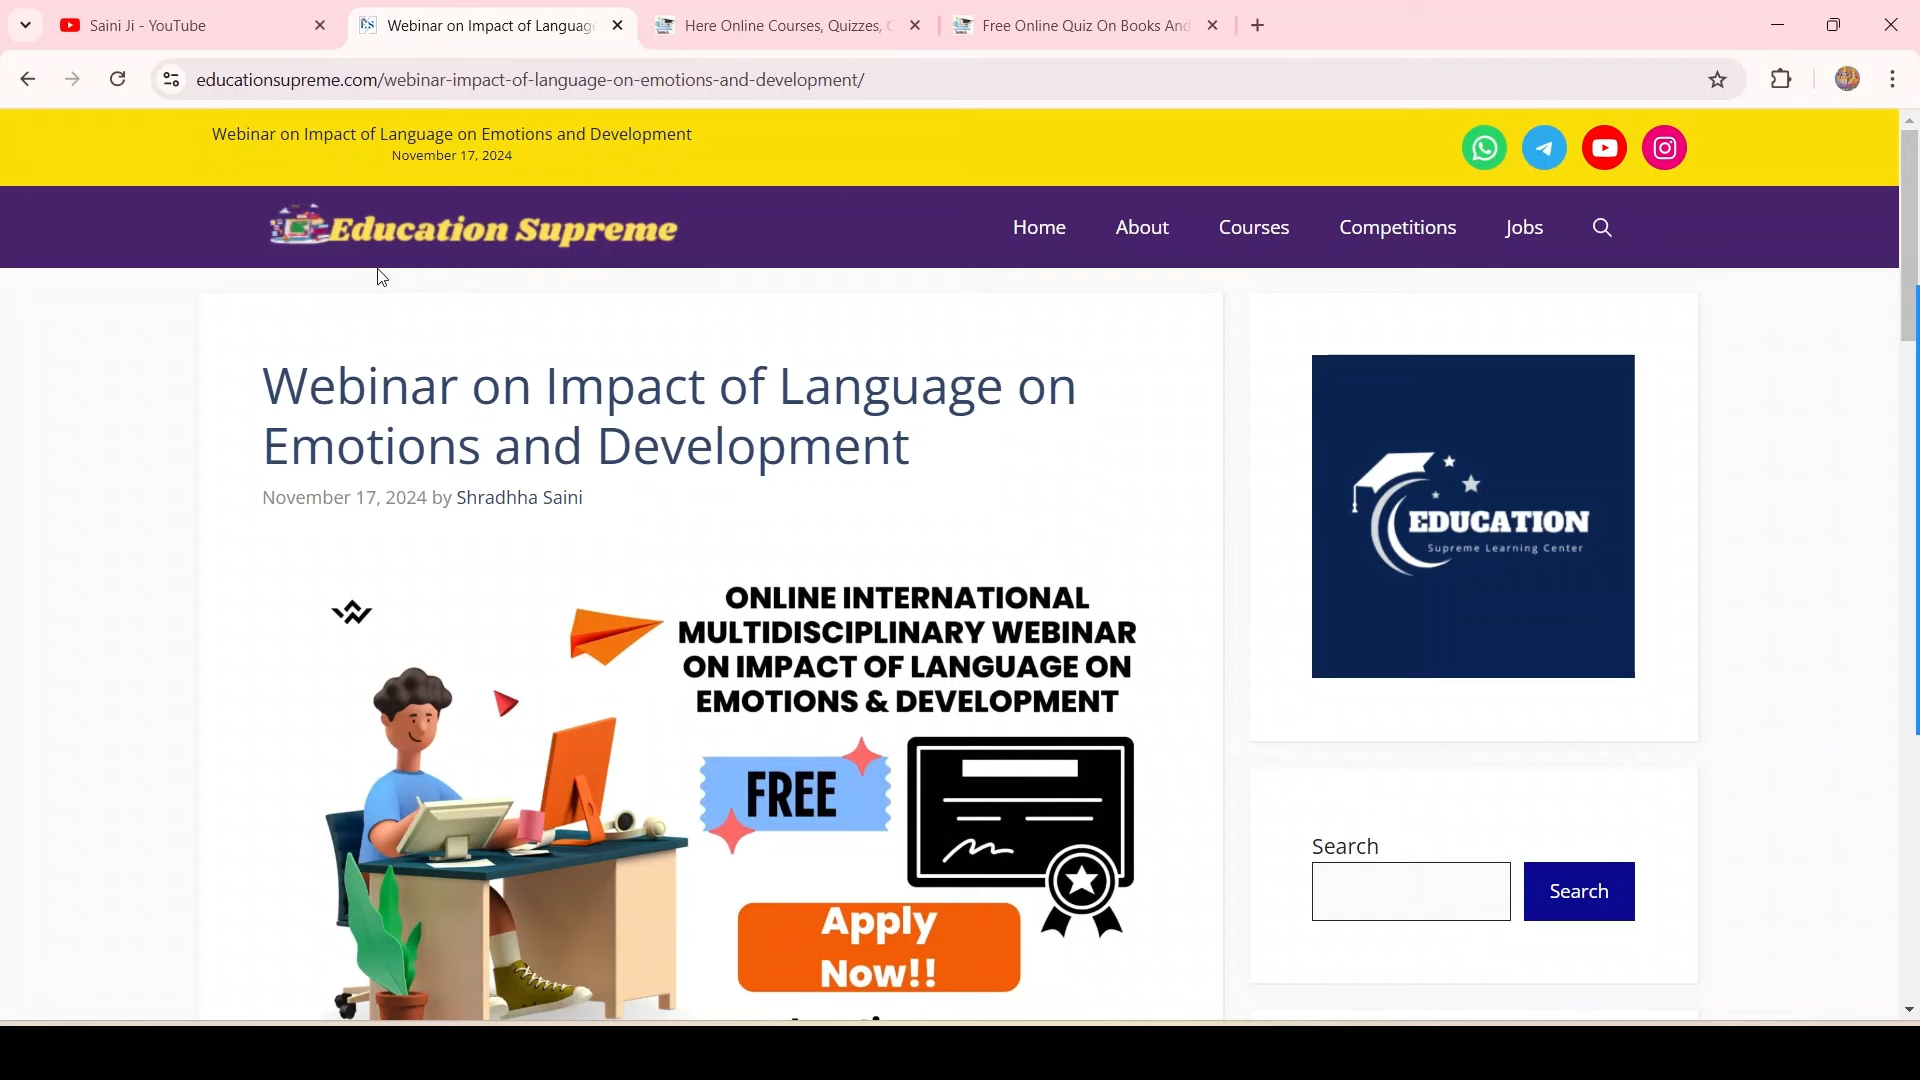 Saini Ji - YouTube
Webinar on Impact of Languag
Here Online Courses, Quizzes,
Free Online Quiz On Books And
educationsupreme.com/webinar-impact-of-language-on-emotions-and-development/
Webinar on Impact of Language on Emotions and Development
November 17, 2024
Education Supreme
Home
About
Courses
Competitions
Jobs
Webinar on Impact of Language on
Emotions and Development
November 17, 2024 by Shradhha Saini
ONLINE INTERNATIONAL
MULTIDISCIPLINARY WEBINAR
ON IMPACT OF LANGUAGE ON
EMOTIONS & DEVELOPMENT
FREE
Apply
Now!!
EDUCATION
Supreme Learning Center
Search
Search